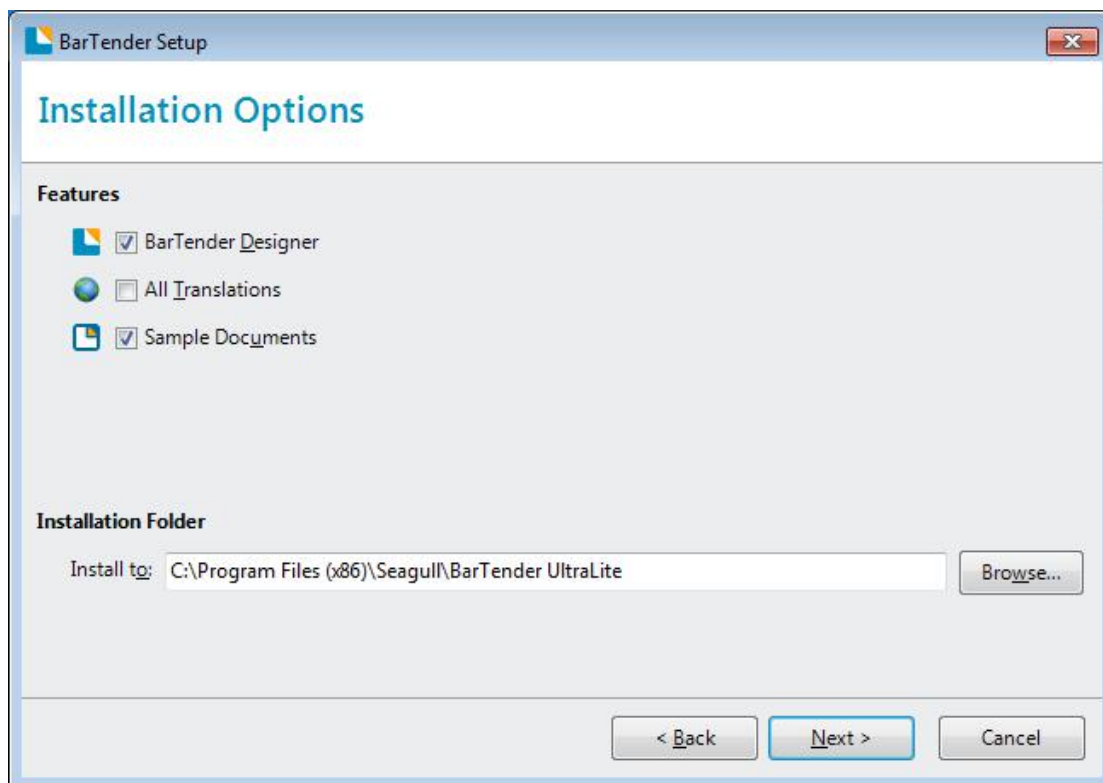 BarTender Setup
Installation Options
Features
BarTender Designer
All Translations
Sample Documents
Installation Folder
Install to: C:\Program Files (x86)\Seagull\BarTender UltraLite Browse...
< Back Next > Cancel